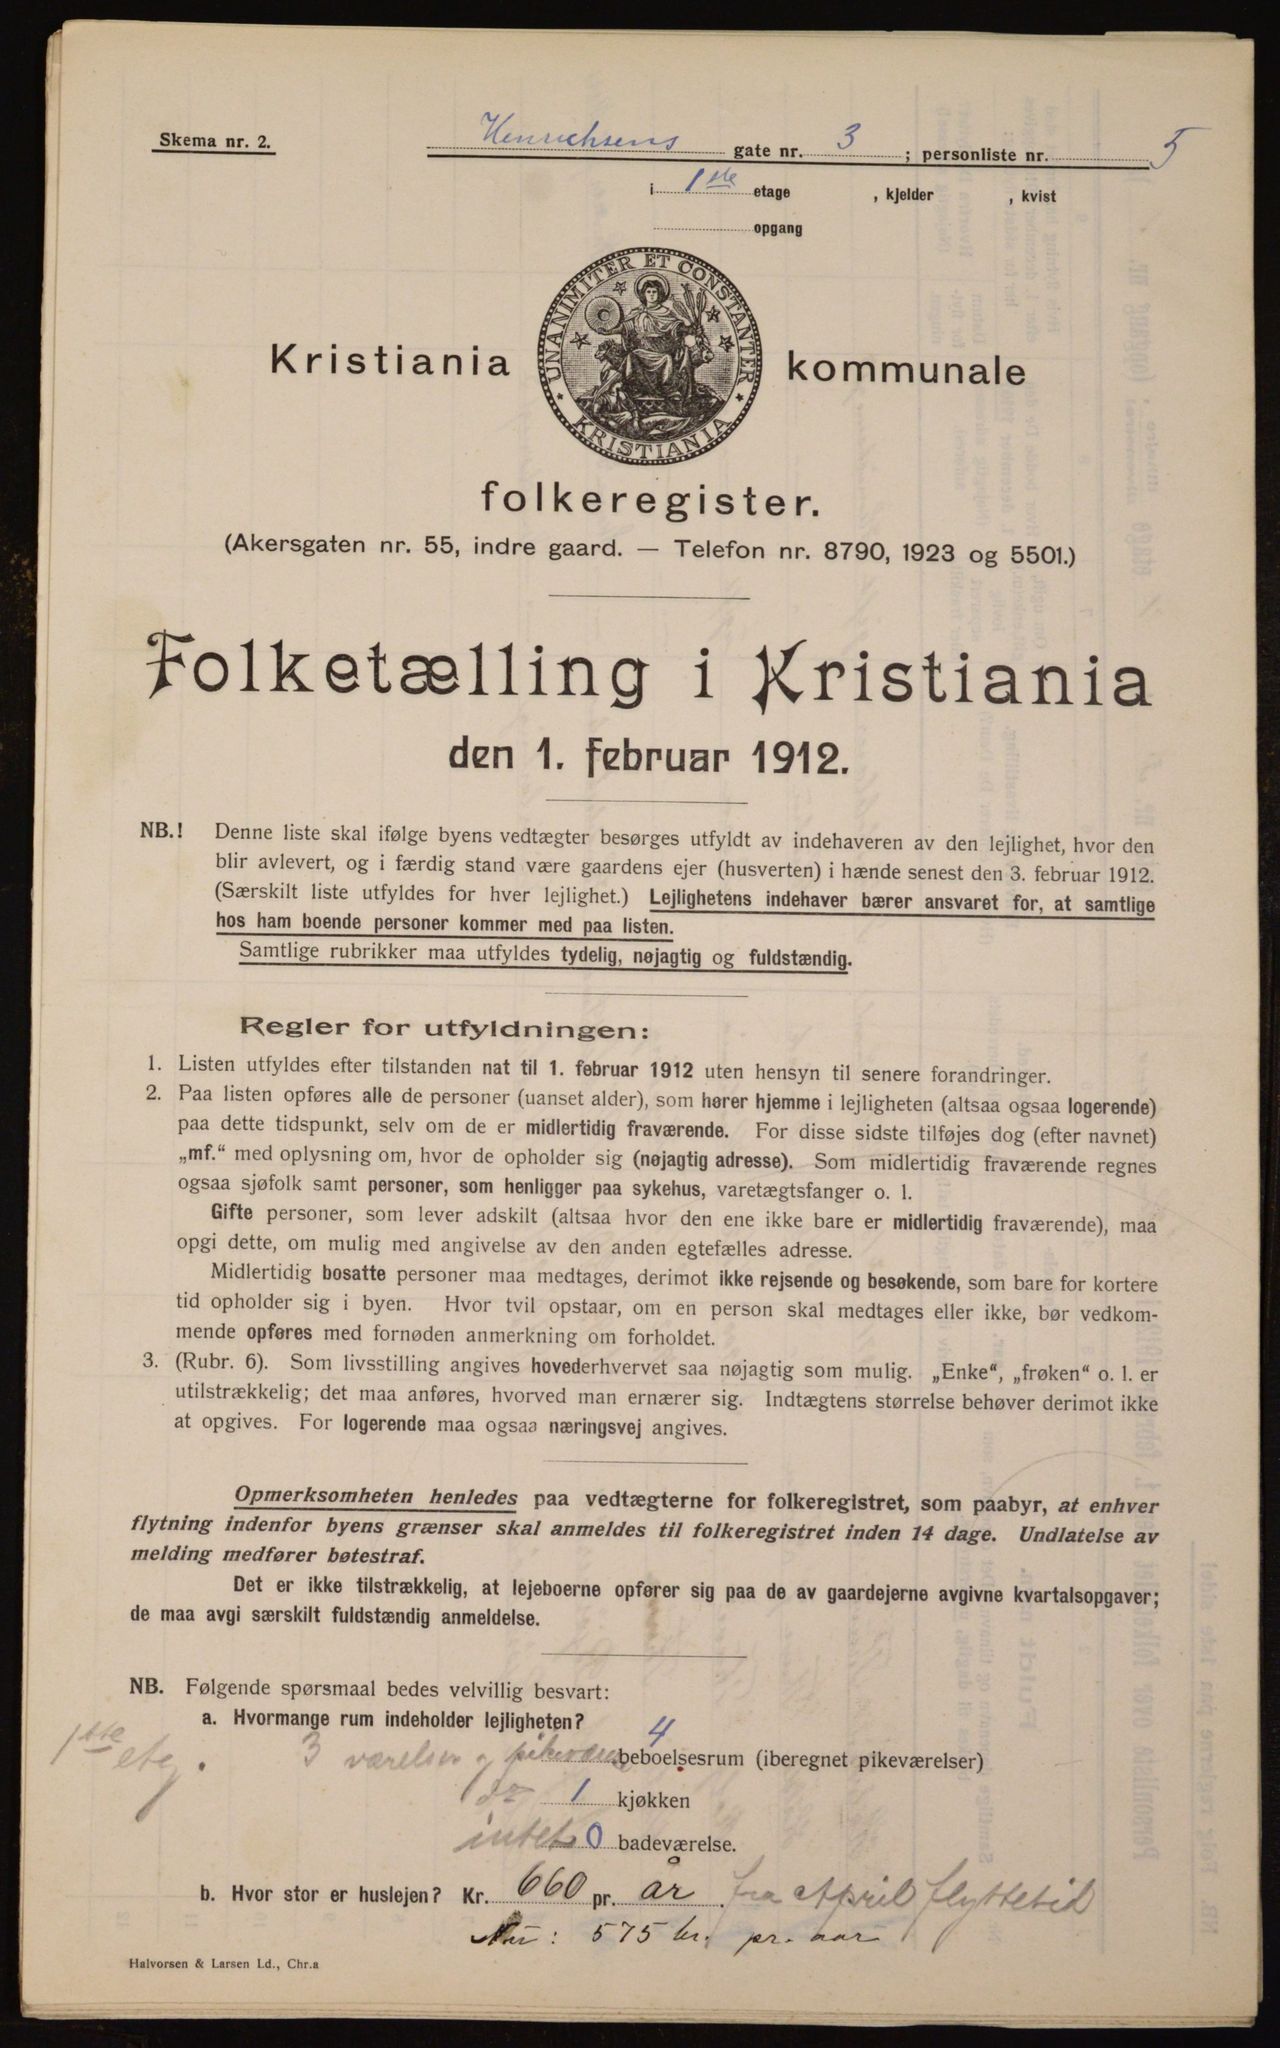 Skema nr. 2.
Henrichsens gate nr. 3 ; personliste nr. 5
i 1ste etage , kjelder , kvist
opgang
UNANIMITER ET CONSTANTER
KRISTIANIA
Kristiania kommunale
folkeregister.
(Akersgaten nr. 55, indre gaard. — Telefon nr. 8790, 1923 og 5501.)
Folketælling i Kristiania
den 1. februar 1912.
NB.! Denne liste skal ifølge byens vedtægter besørges utfyldt av indehaveren av den lejlighet, hvor den
blir avlevert, og i færdig stand være gaardens ejer (husverten) i hænde senest den 3. februar 1912.
(Særskilt liste utfyldes for hver lejlighet.) Lejlighetens indehaver bærer ansvaret for, at samtlige
hos ham boende personer kommer med paa listen.
Samtlige rubrikker maa utfyldes tydelig, nøjagtig og fuldstændig.
Regler for utfyldningen:
1. Listen utfyldes efter tilstanden nat til 1. februar 1912 uten hensyn til senere forandringer.
2. Paa listen opføres alle de personer (uanset alder), som hører hjemme i lejligheten (altsaa ogsaa logerende)
paa dette tidspunkt, selv om de er midlertidig fraværende. For disse sidste tilføjes dog (efter navnet)
„mf.“ med oplysning om, hvor de opholder sig (nøjagtig adresse). Som midlertidig fraværende regnes
ogsaa sjøfolk samt personer, som henligger paa sykehus, varetægtsfanger o. l.
Gifte personer, som lever adskilt (altsaa hvor den ene ikke bare er midlertidig fraværende), maa
opgi dette, om mulig med angivelse av den anden egtefælles adresse.
Midlertidig bosatte personer maa medtages, derimot ikke rejsende og besøkende, som bare for kortere
tid opholder sig i byen. Hvor tvil opstaar, om en person skal medtages eller ikke, bør vedkom-
mende opføres med fornøden anmerkning om forholdet.
3. (Rubr. 6). Som livsstilling angives hovederhvervet saa nøjagtig som mulig. „Enke“, „frøken“ o. l. er
utilstrækkelig; det maa anføres, hvorved man ernærer sig. Indtægtens størrelse behøver derimot ikke
at opgives. For logerende maa ogsaa næringsvej angives.
Opmerksomheten henledes paa vedtægterne for folkeregistret, som paabyr, at enhver
flytning indenfor byens grænser skal anmeldes til folkeregistret inden 14 dage. Undlatelse av
melding medfører bøtestraf.
Det er ikke tilstrækkelig, at lejeboerne opfører sig paa de av gaardejerne avgivne kvartalsopgaver;
de maa avgi særskilt fuldstændig anmeldelse.
NB. Følgende spørsmaal bedes velvillig besvart:
a. Hvormange rum indeholder lejligheten?
1ste etg. 3 værelser og pikeværelse 4 beboelsesrum (iberegnet pikeværelser)
1 kjøkken
intet 0 badeværelse.
b. Hvor stor er huslejen? Kr. 660 pr. år fra April flyttetid
Nu: 575 kr. pr. aar
Halvorsen & Larsen Ld., Chr.a